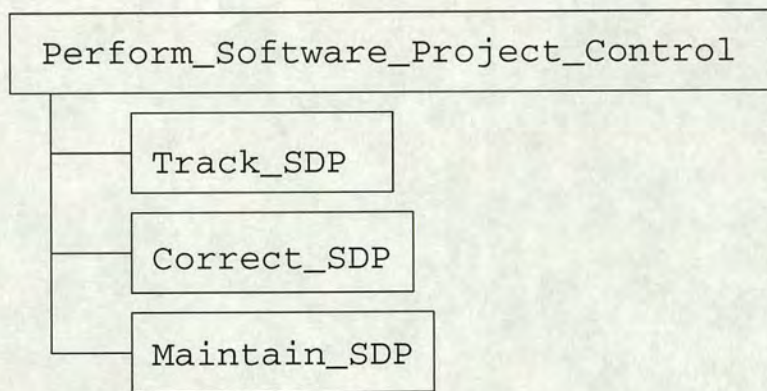 Perform_Software_Project_Control
Track_SDP
Correct_SDP
Maintain_SDP